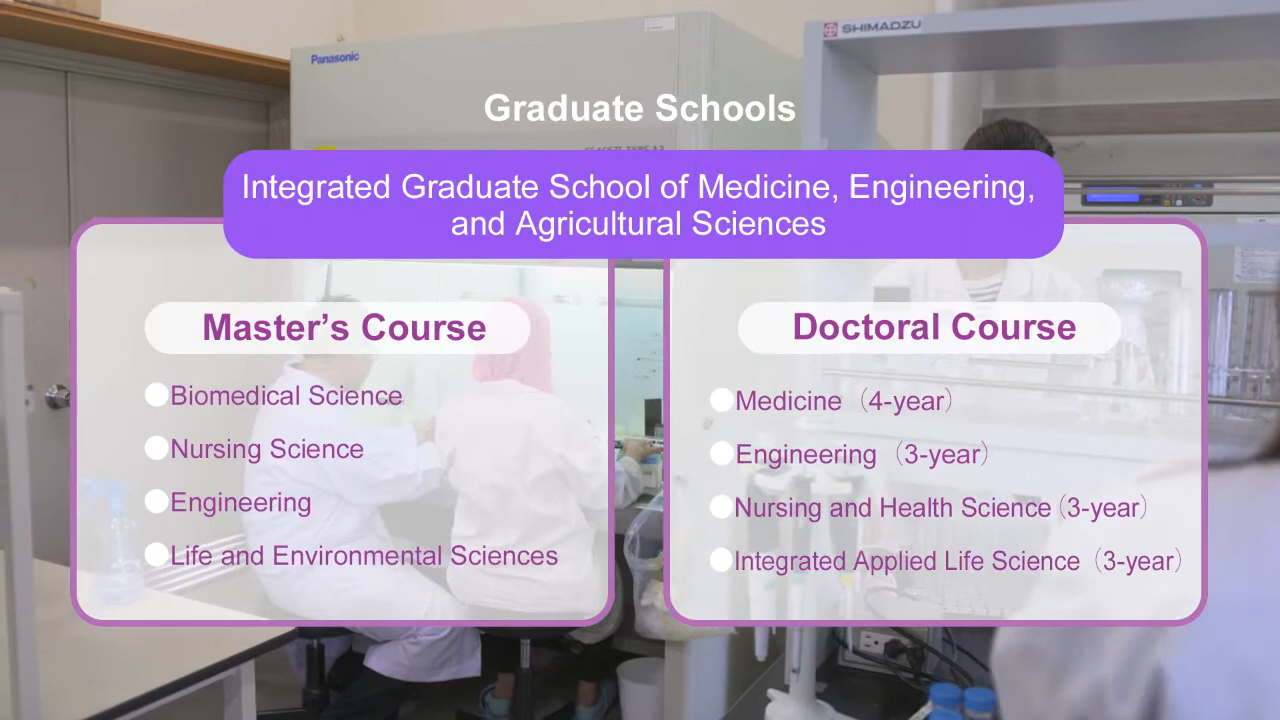 Panasonic
SHIMADZU
Graduate Schools
Integrated Graduate School of Medicine, Engineering,
and Agricultural Sciences
Master’s Course
Biomedical Science
Nursing Science
Engineering
Life and Environmental Sciences
Doctoral Course
Medicine（4-year）
Engineering （3-year）
Nursing and Health Science（3-year）
Integrated Applied Life Science（3-year）